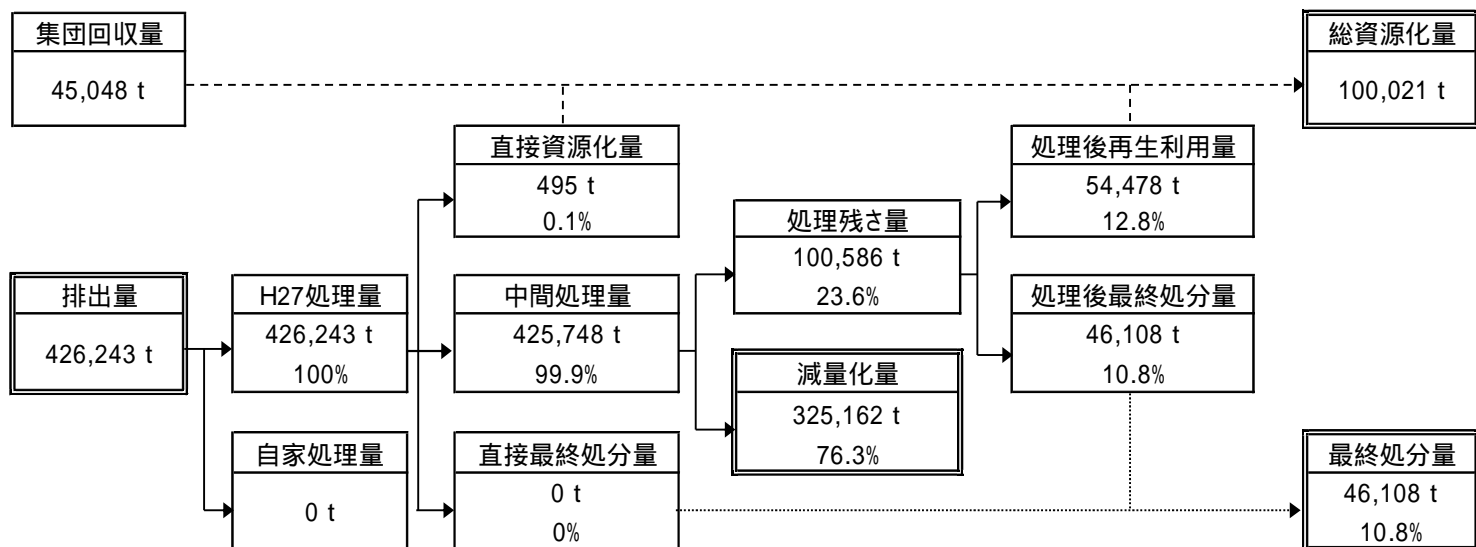 集団回収量
45,048 t
総資源化量
100,021 t
直接資源化量
495 t
0.1%
処理後再生利用量
54,478 t
12.8%
処理残さ量
100,586 t
23.6%
排出量
426,243 t
H27処理量
426,243 t
100%
中間処理量
425,748 t
99.9%
処理後最終処分量
46,108 t
10.8%
減量化量
325,162 t
76.3%
自家処理量
0 t
直接最終処分量
0 t
0%
最終処分量
46,108 t
10.8%